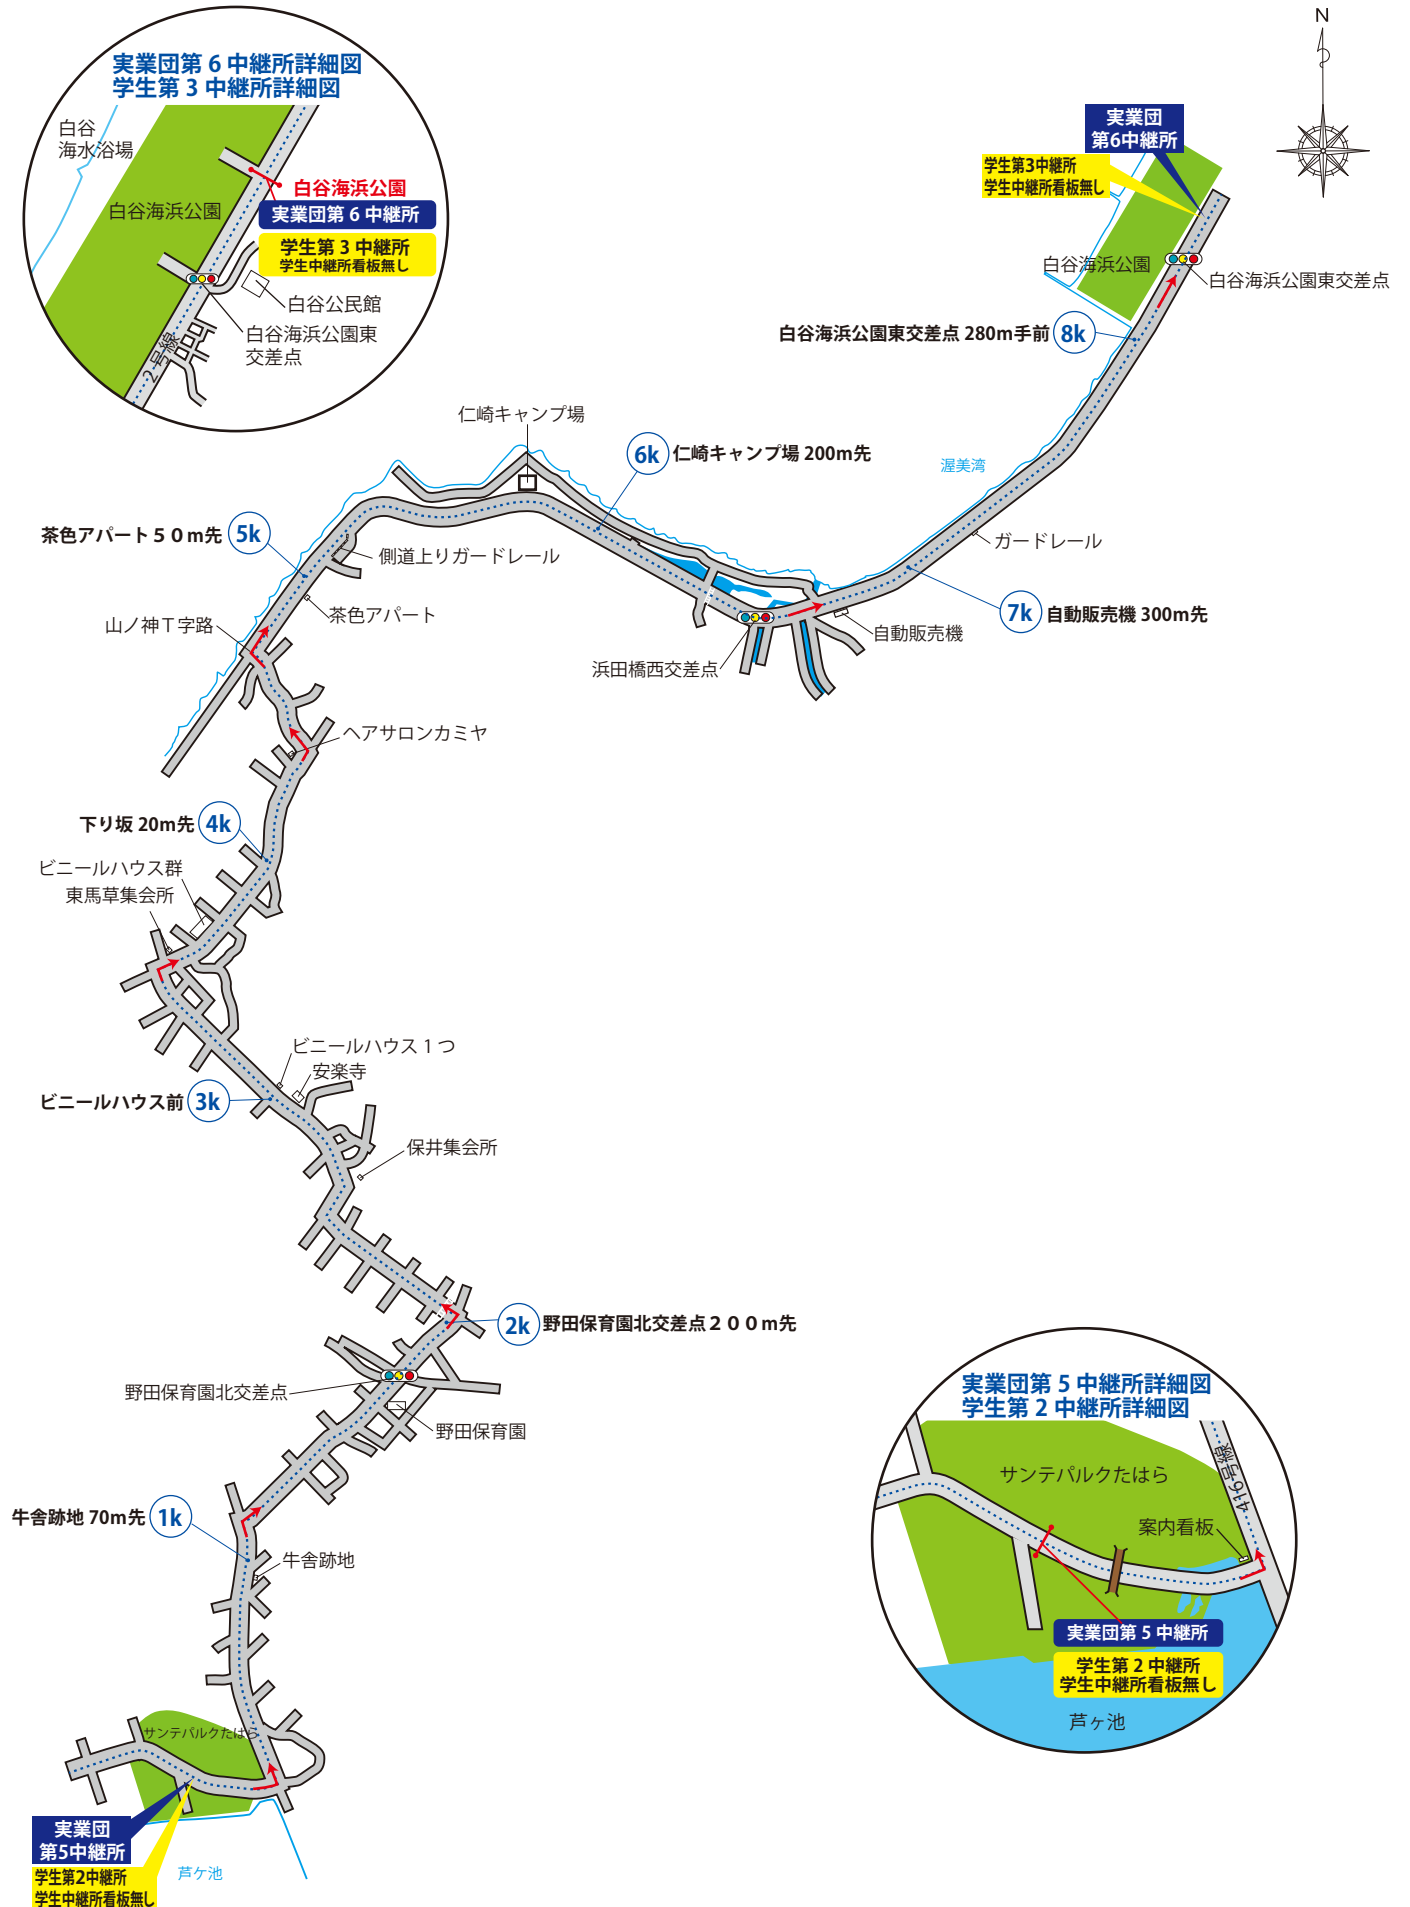 実業団第6中継所詳細図
学生第3中継所詳細図
白谷
海水浴場
白谷海浜公園
白谷海浜公園
実業団第6中継所
学生第3中継所
学生中継所看板無し
白谷公民館
白谷海浜公園東
交差点
2号線
N
実業団
第6中継所
学生第3中継所
学生中継所看板無し
白谷海浜公園
白谷海浜公園東交差点
白谷海浜公園東交差点 280m手前
8k
仁崎キャンプ場
6k
仁崎キャンプ場 200m先
渥美湾
茶色アパート50m先
5k
側道上りガードレール
ガードレール
茶色アパート
山ノ神T字路
7k
自動販売機 300m先
自動販売機
浜田橋西交差点
ヘアサロンカミヤ
下り坂 20m先
4k
ビニールハウス群
東馬草集会所
ビニールハウス1つ
安楽寺
ビニールハウス前
3k
保井集会所
2k
野田保育園北交差点200m先
野田保育園北交差点
野田保育園
牛舎跡地 70m先
1k
牛舎跡地
サンテパルクたはら
実業団
第5中継所
学生第2中継所
学生中継所看板無し
芦ケ池
実業団第5中継所詳細図
学生第2中継所詳細図
サンテパルクたはら
416号線
案内看板
実業団第5中継所
学生第2中継所
学生中継所看板無し
芦ヶ池